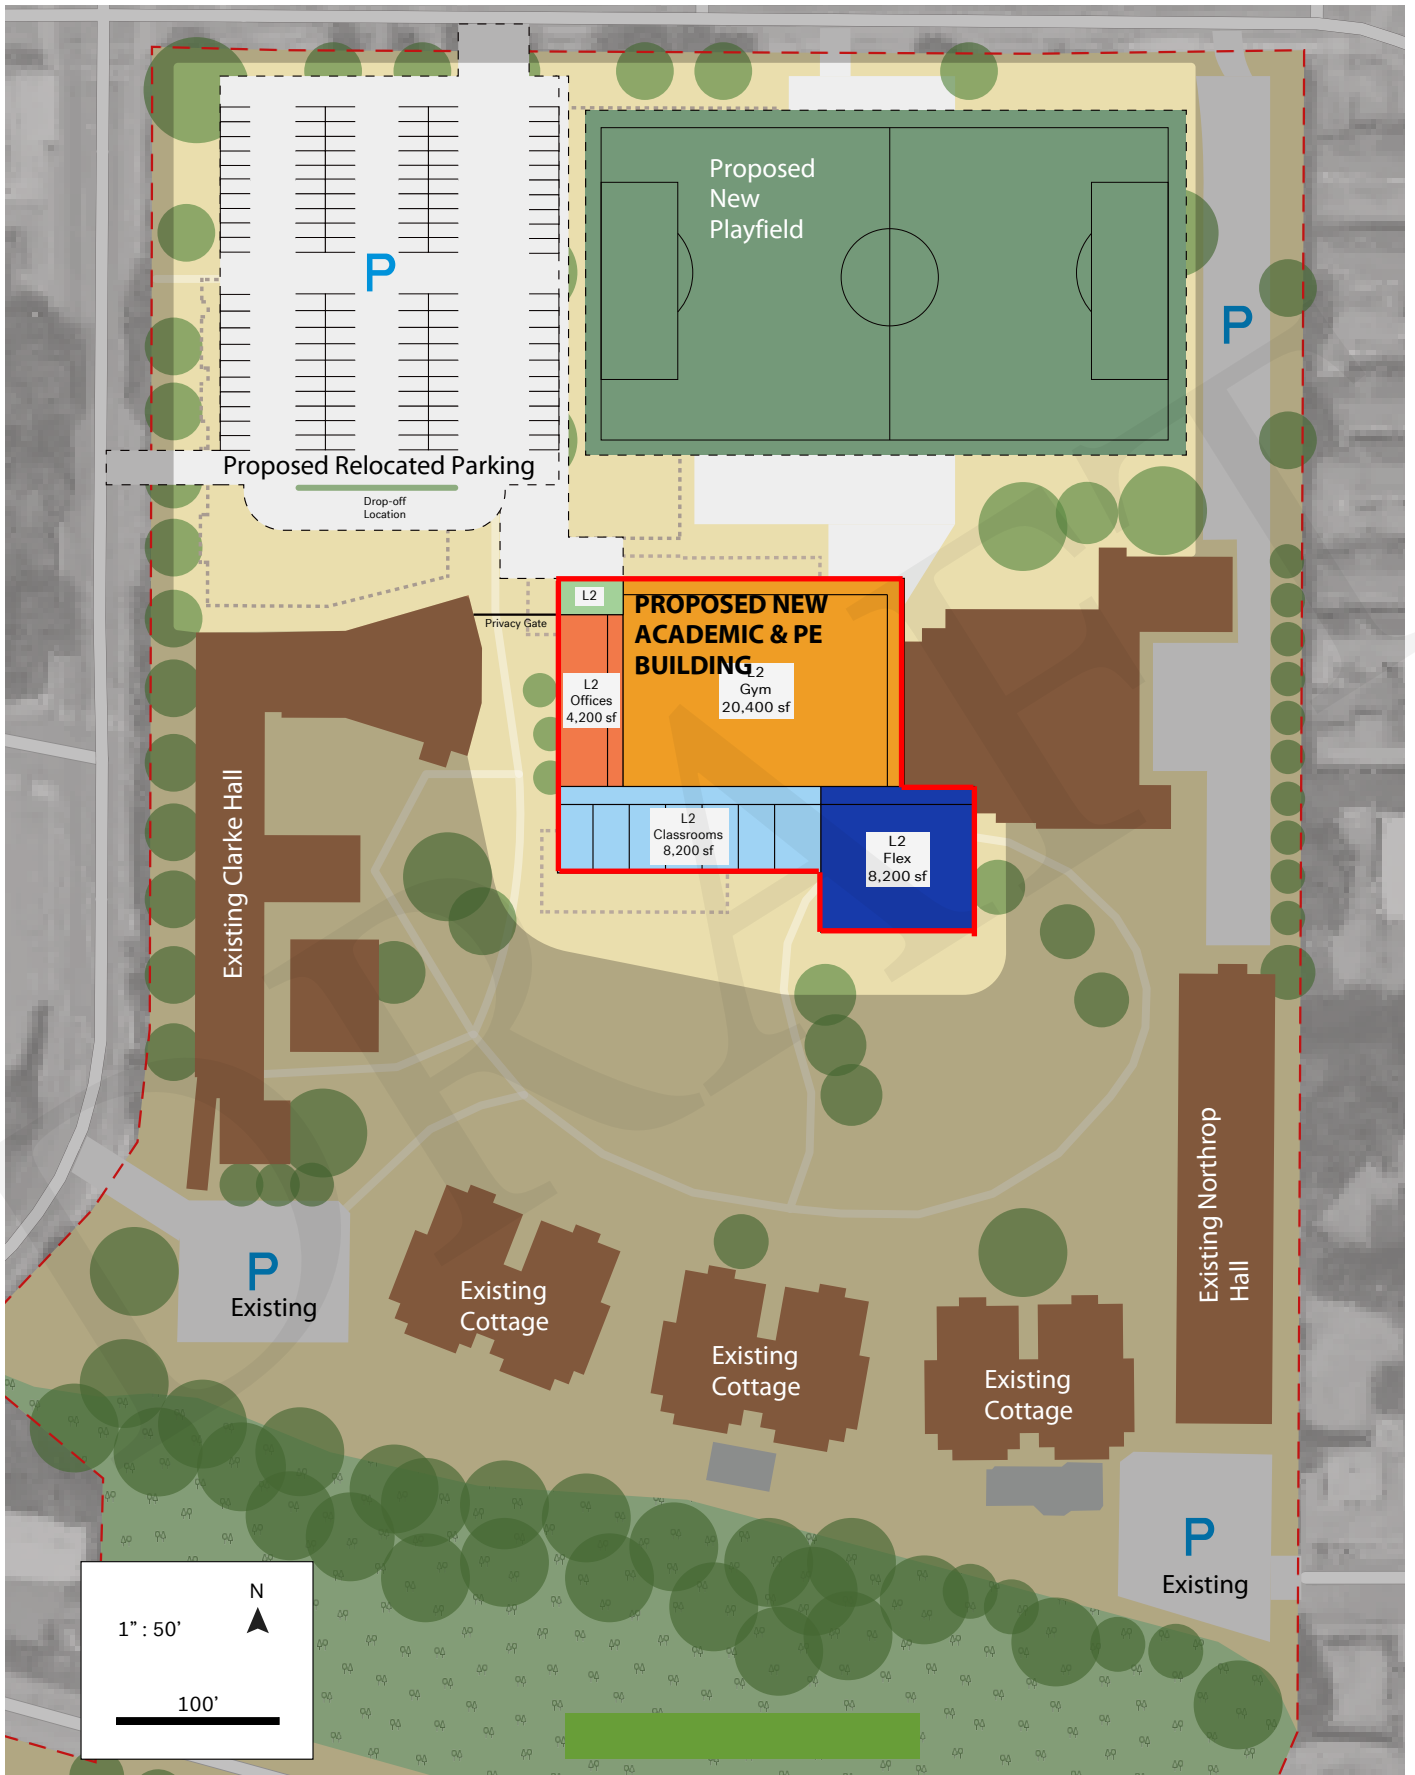 Proposed
New
Playfield
P
P
Proposed Relocated Parking
Drop-off
Location
L2
PROPOSED NEW
ACADEMIC & PE
BUILDING
Privacy Gate
L2
Offices
4,200 sf
L2
Gym
20,400 sf
L2
Classrooms
8,200 sf
L2
Flex
8,200 sf
Existing Clarke Hall
Existing Northrop
Hall
P
Existing
Existing
Cottage
Existing
Cottage
Existing
Cottage
P
Existing
N
1” : 50’
100’
DRAFT